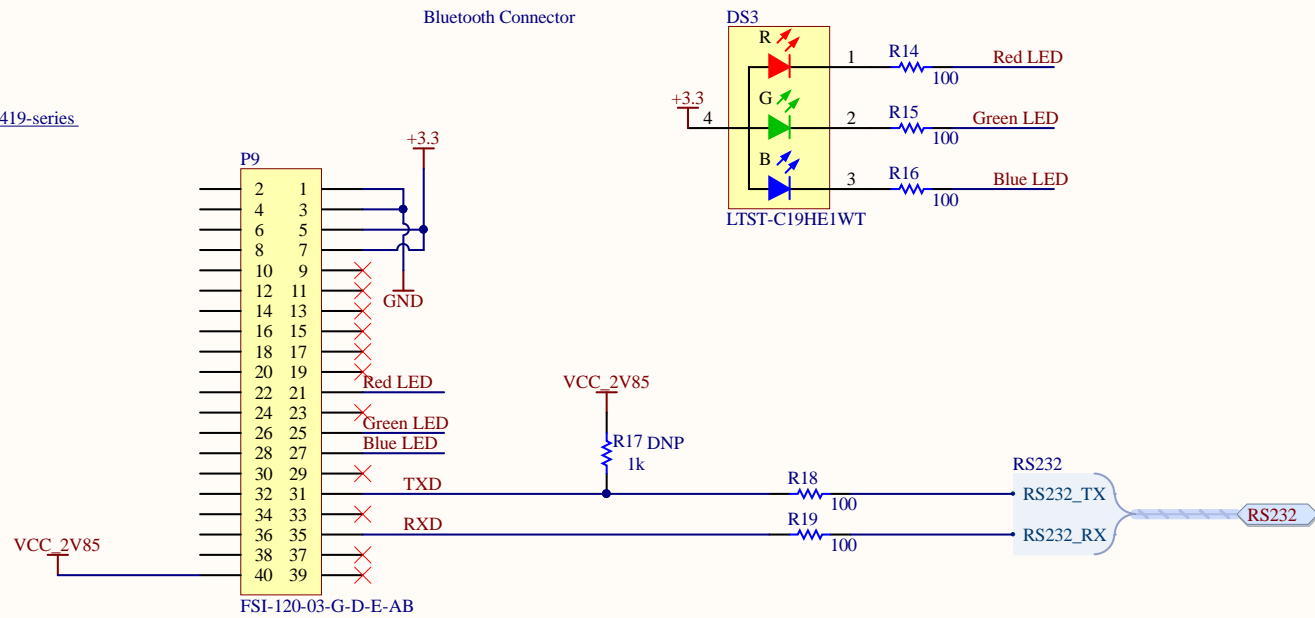 Bluetooth Connector
DS3
R
1
R14
Red LED
100
+3.3
4
G
2
R15
Green LED
100
B
3
R16
Blue LED
100
LTST-C19HE1WT
419-series
+3.3
P9
2 1
4 3
6 5
8 7
10 9
12 11
14 13
16 15
18 17
20 19
22 21
24 23
26 25
28 27
30 29
32 31
34 33
36 35
38 37
40 39
GND
Red LED
Green LED
Blue LED
TXD
RXD
VCC_2V85
FSI-120-03-G-D-E-AB
VCC_2V85
R17 DNP
1k
R18
100
R19
100
RS232
RS232_TX
RS232_RX
RS232